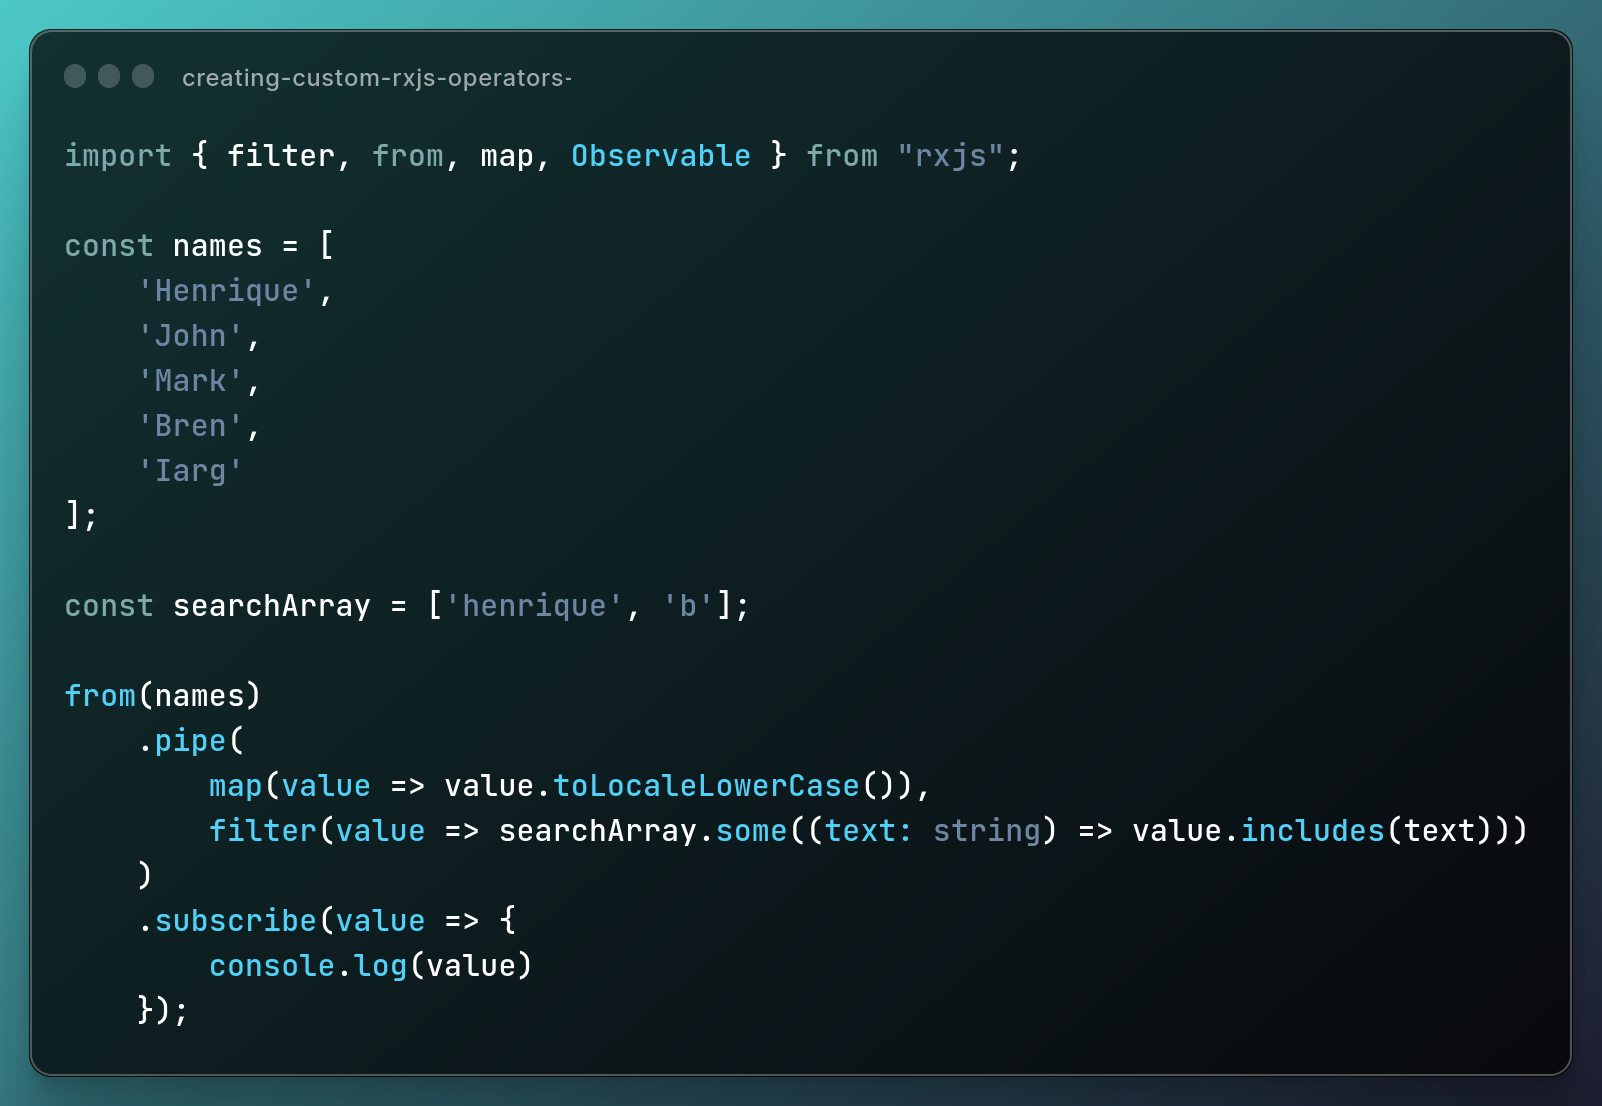 creating-custom-rxjs-operators-
import { filter, from, map, Observable } from "rxjs";
const names = [
    'Henrique',
    'John',
    'Mark',
    'Bren',
    'Iarg'
];
const searchArray = ['henrique', 'b'];
from(names)
    .pipe(
        map(value => value.toLocaleLowerCase()),
        filter(value => searchArray.some((text: string) => value.includes(text)))
    )
    .subscribe(value => {
        console.log(value)
    });